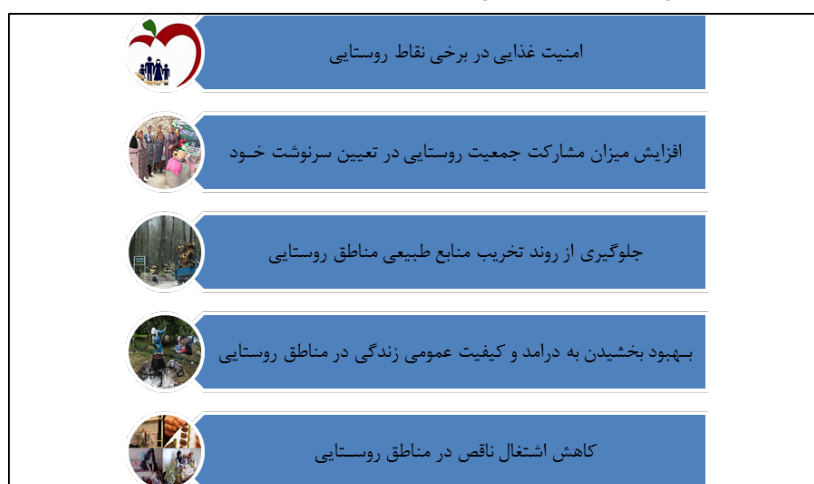 امنیت غذایی در برخی نقاط روستایی
افزایش میزان مشارکت جمعیت روستایی در تعیین سرنوشت خود
جلوگیری از روند تخریب منابع طبیعی مناطق روستایی
بهبود بخشیدن به درامد و کیفیت عمومی زندگی در مناطق روستایی
کاهش اشتغال ناقص در مناطق روستایی